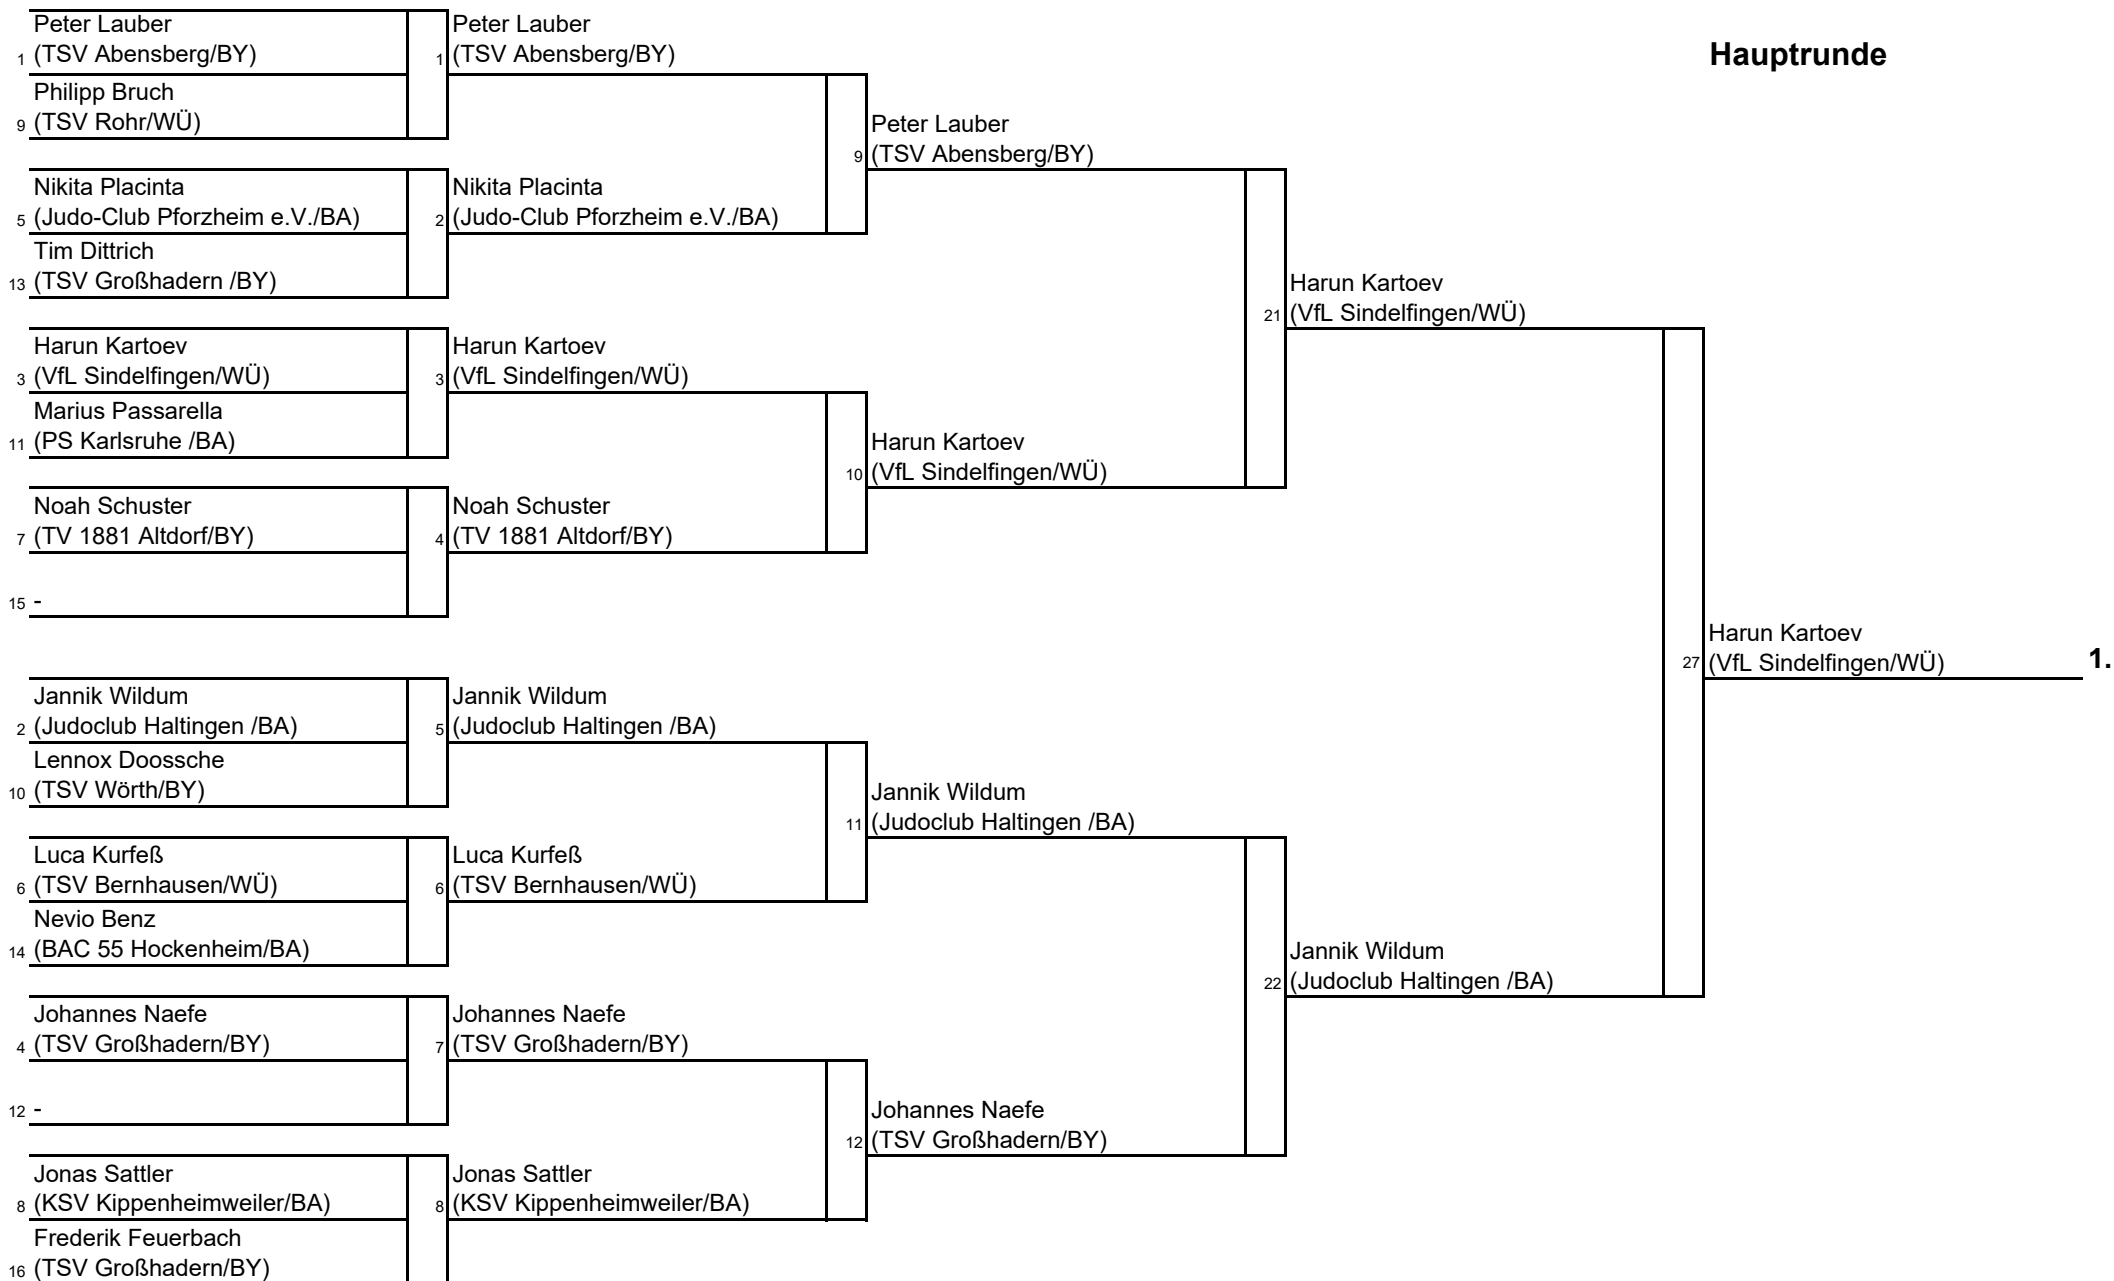 Hauptrunde
Peter Lauber
1 (TSV Abensberg/BY)
Philipp Bruch
9 (TSV Rohr/WÜ)
Nikita Placinta
5 (Judo-Club Pforzheim e.V./BA)
Tim Dittrich
13 (TSV Großhadern /BY)
Harun Kartoev
3 (VfL Sindelfingen/WÜ)
Marius Passarella
11 (PS Karlsruhe /BA)
Noah Schuster
7 (TV 1881 Altdorf/BY)
15 -
Jannik Wildum
2 (Judoclub Haltingen /BA)
Lennox Doossche
10 (TSV Wörth/BY)
Luca Kurfeß
6 (TSV Bernhausen/WÜ)
Nevio Benz
14 (BAC 55 Hockenheim/BA)
Johannes Naefe
4 (TSV Großhadern/BY)
12 -
Jonas Sattler
8 (KSV Kippenheimweiler/BA)
Frederik Feuerbach
16 (TSV Großhadern/BY)
Peter Lauber
1 (TSV Abensberg/BY)
Nikita Placinta
2 (Judo-Club Pforzheim e.V./BA)
Harun Kartoev
3 (VfL Sindelfingen/WÜ)
Noah Schuster
4 (TV 1881 Altdorf/BY)
Jannik Wildum
5 (Judoclub Haltingen /BA)
Luca Kurfeß
6 (TSV Bernhausen/WÜ)
Johannes Naefe
7 (TSV Großhadern/BY)
Jonas Sattler
8 (KSV Kippenheimweiler/BA)
Peter Lauber
9 (TSV Abensberg/BY)
Harun Kartoev
10 (VfL Sindelfingen/WÜ)
Jannik Wildum
11 (Judoclub Haltingen /BA)
Johannes Naefe
12 (TSV Großhadern/BY)
Harun Kartoev
21 (VfL Sindelfingen/WÜ)
Jannik Wildum
22 (Judoclub Haltingen /BA)
Harun Kartoev
27 (VfL Sindelfingen/WÜ) 1.